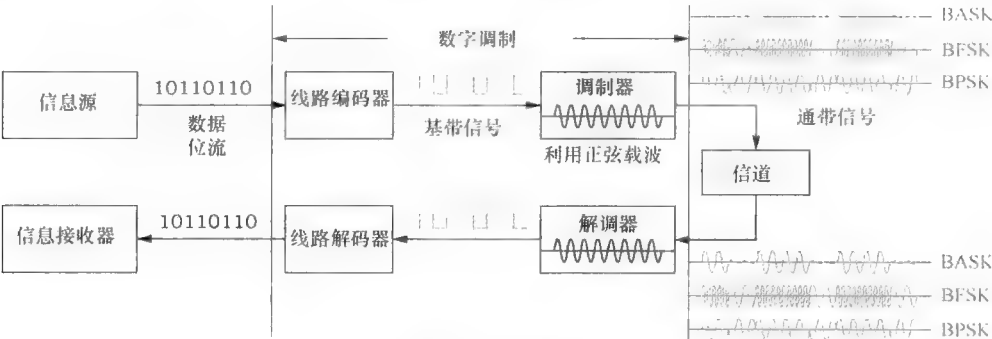 BASK
数字调制
BFSK
BPSK
信息源
10110110
数据
位流
线路编码器
基带信号
调制器
利用正弦载波
通带信号
信道
信息接收器
10110110
线路解码器
解调器
BASK
BFSK
BPSK